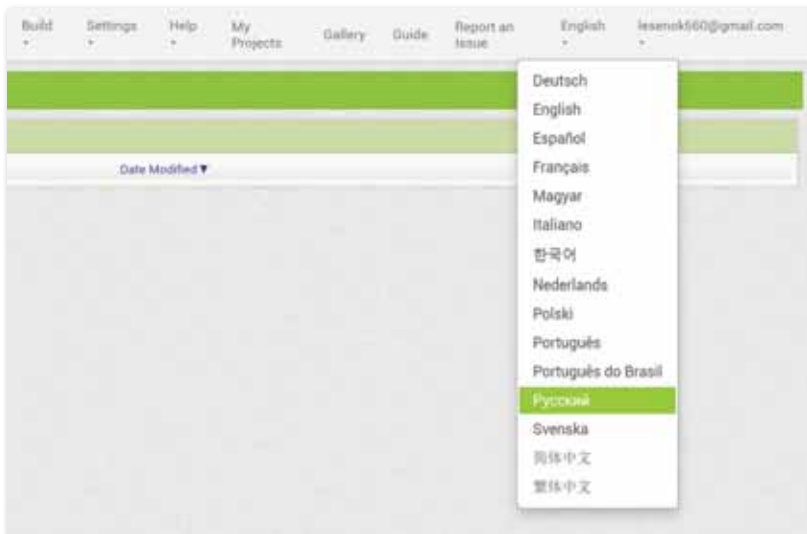 Build Settings Help My Projects Gallery Guide Report an Issue English lesenok660@gmail.com
Date Modified ▼
Deutsch
English
Español
Français
Magyar
Italiano
한국어
Nederlands
Polski
Português
Português do Brasil
Русский
Svenska
简体中文
繁体中文